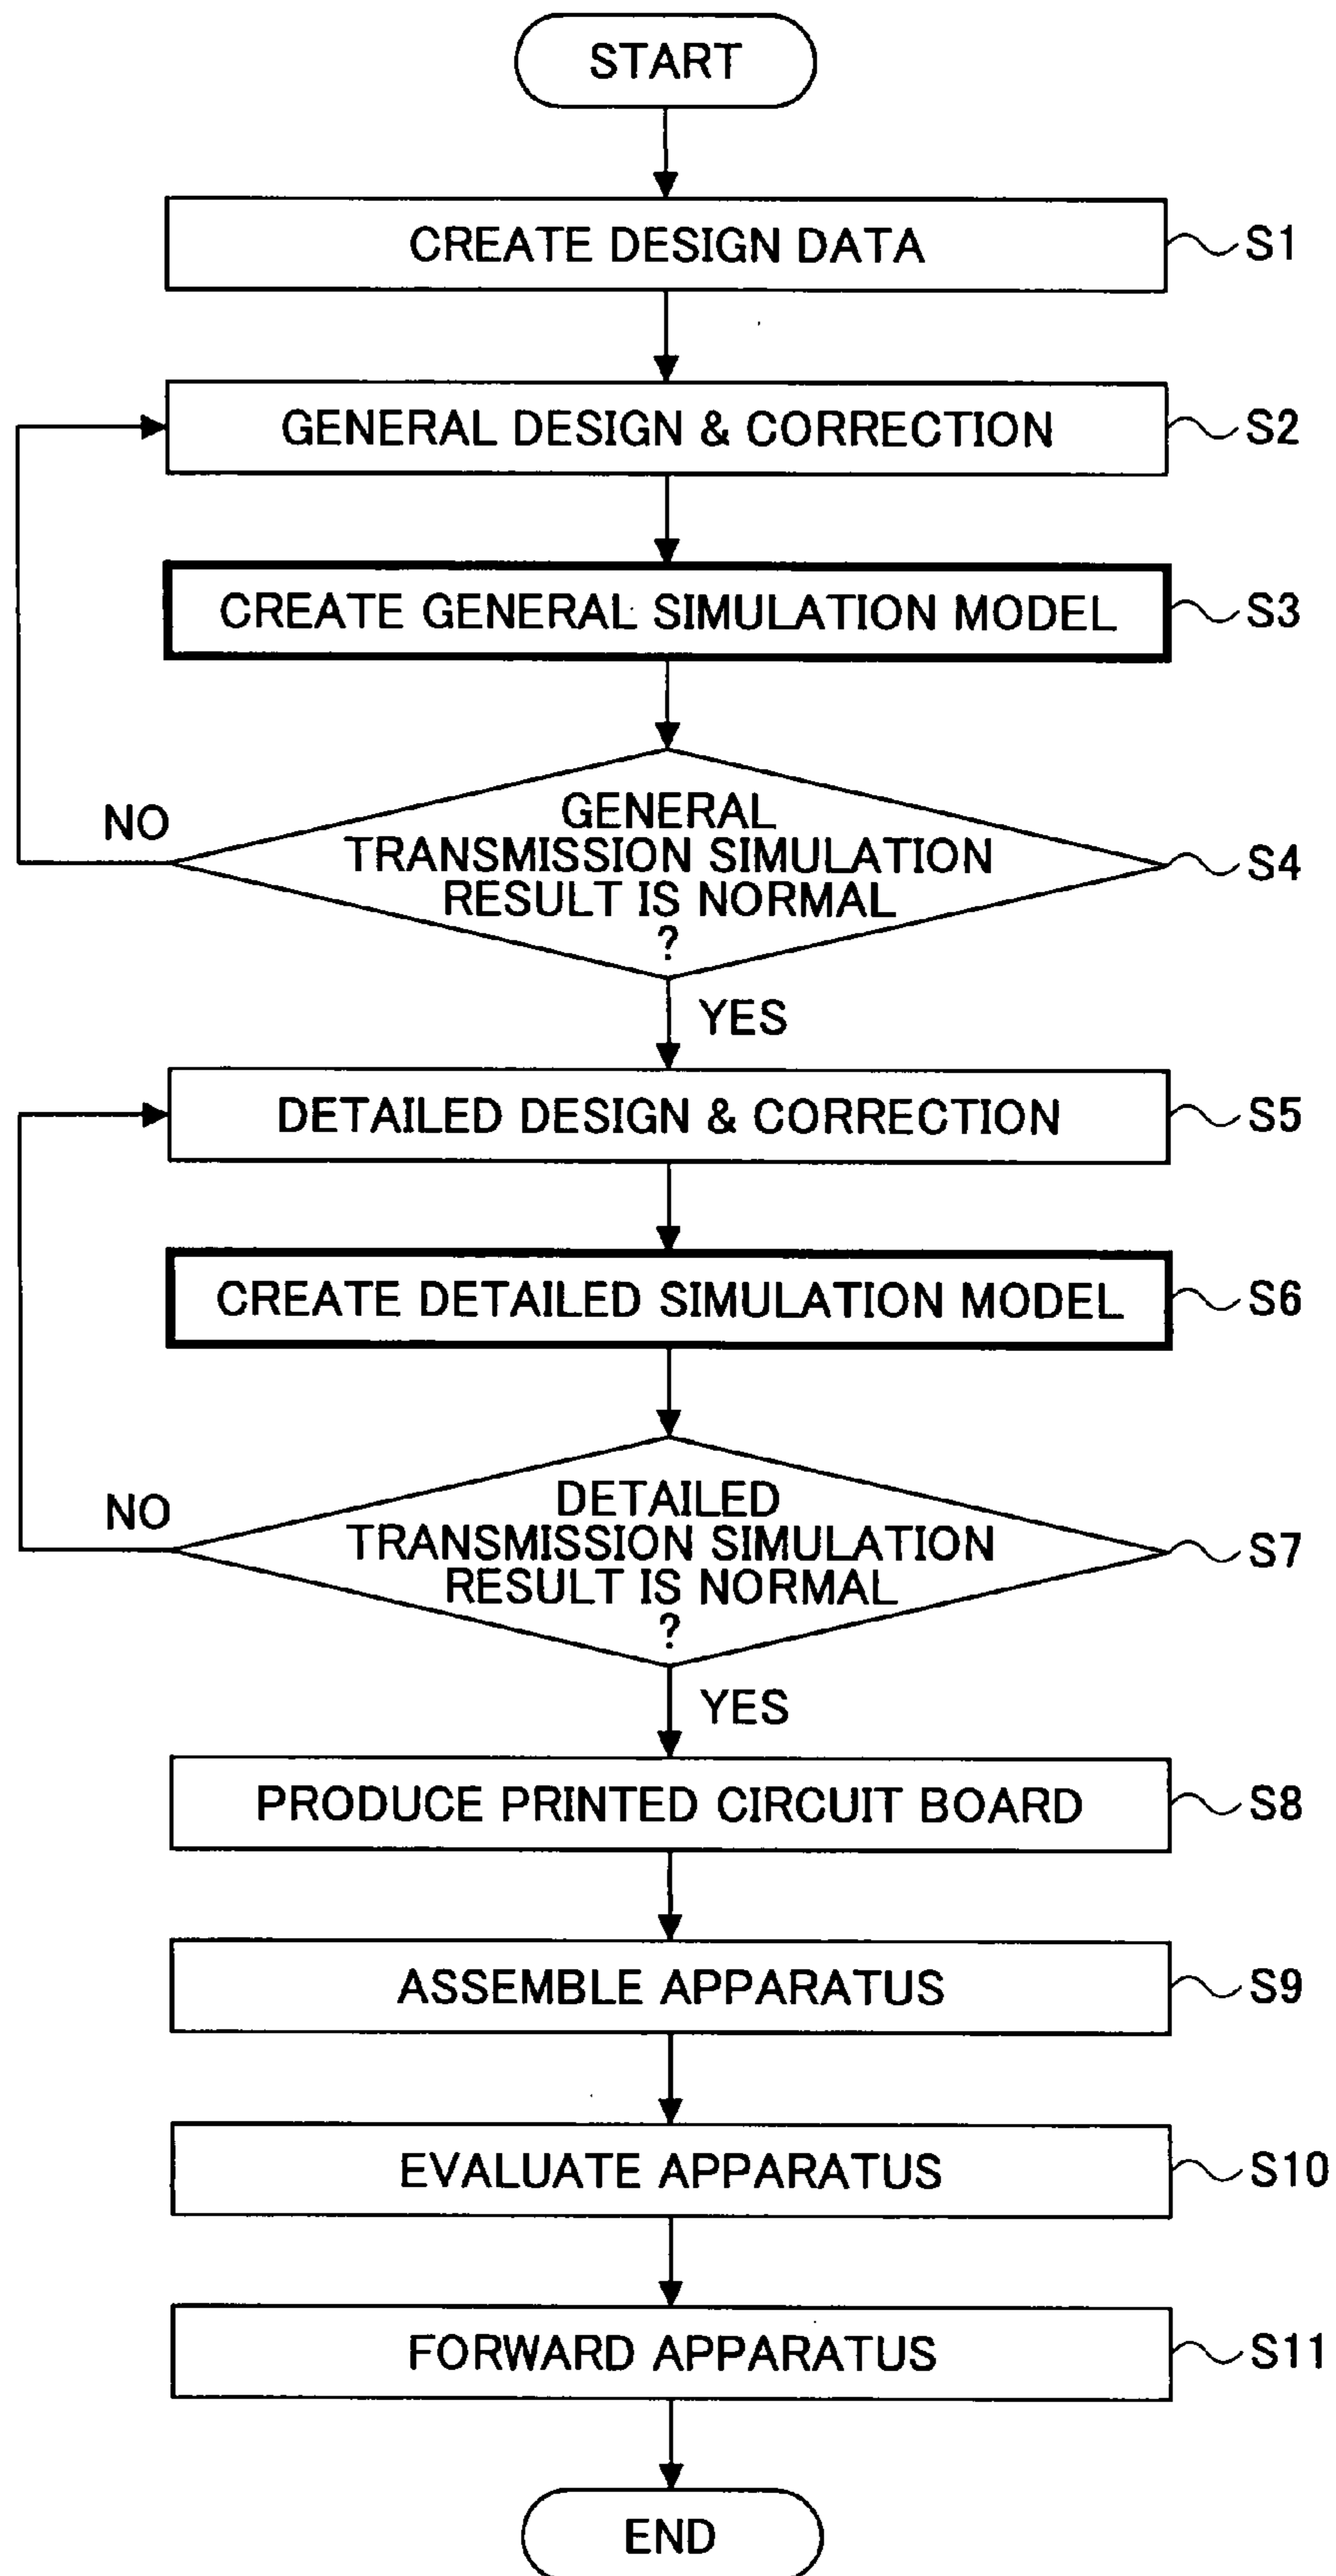 START
CREATE DESIGN DATA
S1
GENERAL DESIGN & CORRECTION
S2
CREATE GENERAL SIMULATION MODEL
S3
GENERAL
TRANSMISSION SIMULATION
RESULT IS NORMAL
?
S4
NO
YES
DETAILED DESIGN & CORRECTION
S5
CREATE DETAILED SIMULATION MODEL
S6
DETAILED
TRANSMISSION SIMULATION
RESULT IS NORMAL
?
S7
NO
YES
PRODUCE PRINTED CIRCUIT BOARD
S8
ASSEMBLE APPARATUS
S9
EVALUATE APPARATUS
S10
FORWARD APPARATUS
S11
END